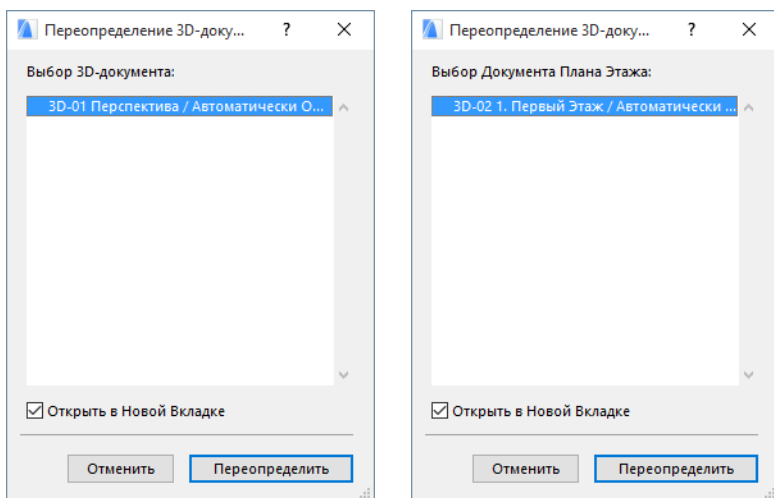 Переопределение 3D-доку... ?
Выбор 3D-документа:
3D-01 Перспектива / Автоматически О...
Открыть в Новой Вкладке
Отменить Переопределить
Переопределение 3D-доку... ?
Выбор Документа Плана Этажа:
3D-02 1. Первый Этаж / Автоматически ...
Открыть в Новой Вкладке
Отменить Переопределить